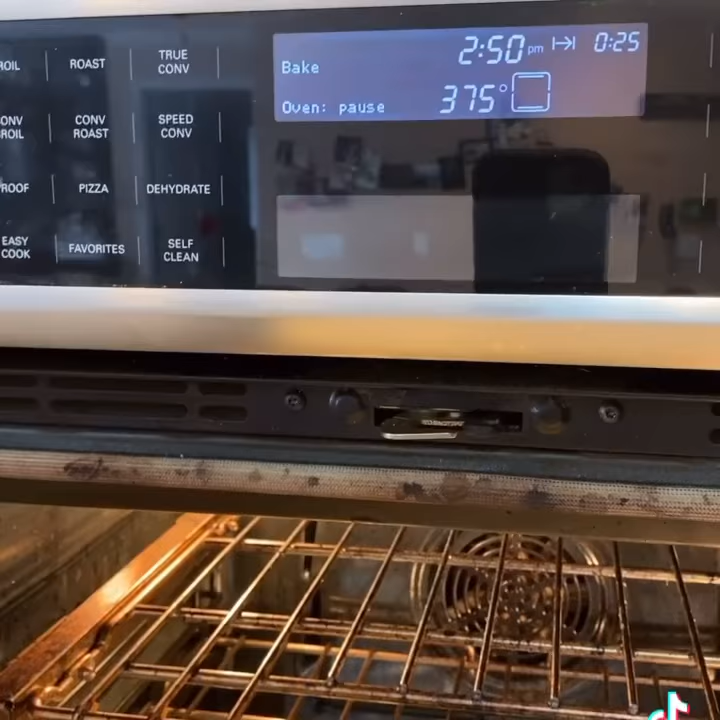 ROIL
ROAST
TRUE
CONV
ONV
ROIL
CONV
ROAST
SPEED
CONV
ROOF
PIZZA
DEHYDRATE
EASY
COOK
FAVORITES
SELF
CLEAN
2:50 pm 0:25
Bake
Oven: pause 375°